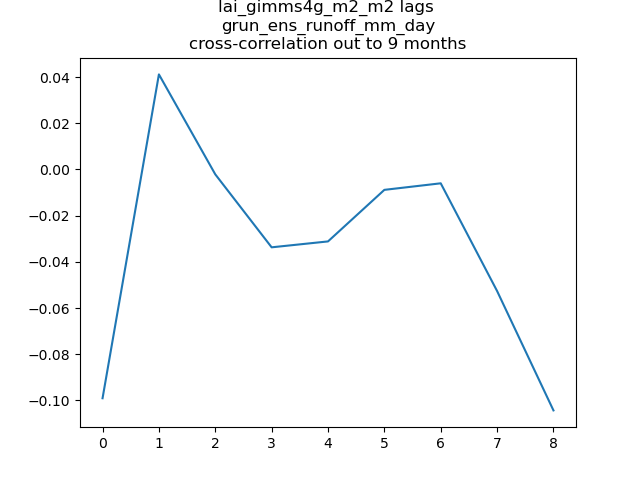 lai_gimms4g_m2_m2 lags
grun_ens_runoff_mm_day
cross-correlation out to 9 months
0.04
0.02
0.00
−0.02
−0.04
−0.06
−0.08
−0.10
0 1 2 3 4 5 6 7 8